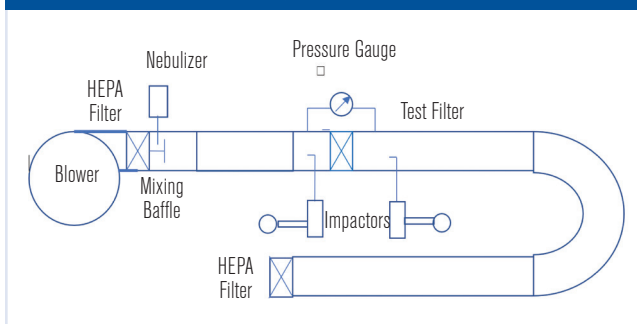 Pressure Gauge
Nebulizer
HEPA
Filter
Test Filter
Blower
Mixing
Baffle
Impactors
HEPA
Filter